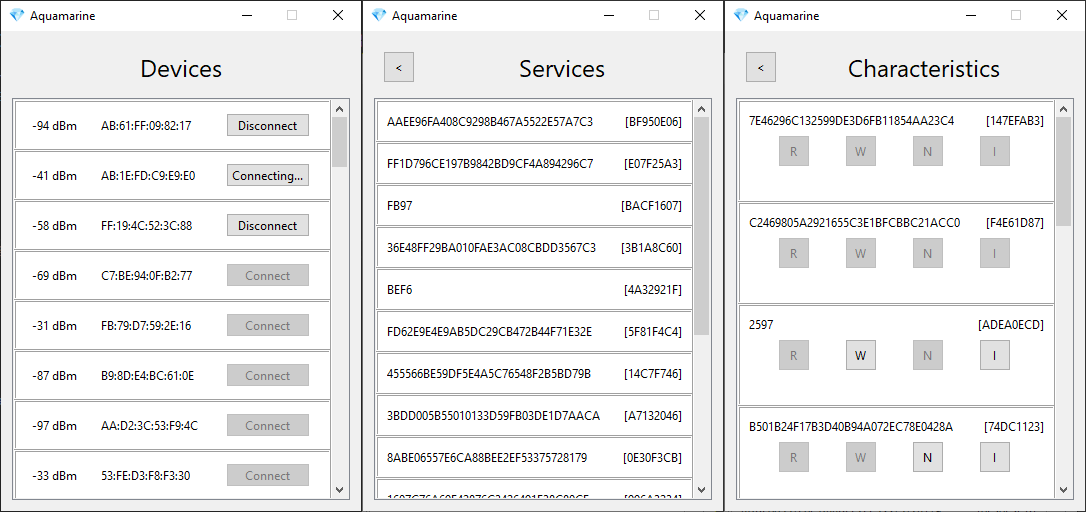 Aquamarine
Devices
-94 dBm AB:61:FF:09:82:17 Disconnect
-41 dBm AB:1E:FD:C9:E9:E0 Connecting...
-58 dBm FF:19:4C:52:3C:88 Disconnect
-69 dBm C7:BE:94:0F:B2:77 Connect
-31 dBm FB:79:D7:59:2E:16 Connect
-87 dBm B9:8D:E4:BC:61:0E Connect
-97 dBm AA:D2:3C:53:F9:4C Connect
-33 dBm 53:FE:D3:F8:F3:30 Connect
Aquamarine
< Services
AAEE96FA408C9298B467A5522E57A7C3 [BF950E06]
FF1D796CE197B9842BD9CF4A894296C7 [E07F25A3]
FB97 [BACF1607]
36E48FF29BA010FAE3AC08CBDD3567C3 [3B1A8C60]
BEF6 [4A32921F]
FD62E9E4E9AB5DC29CB472B44F71E32E [5F81F4C4]
455566BE59DF5E4A5C76548F2B5BD79B [14C7F746]
3BDD005B55010133D59FB03DE1D7AACA [A7132046]
8ABE06557E6CA88BEE2EF53375728179 [0E30F3CB]
Aquamarine
< Characteristics
7E46296C132599DE3D6FB11854AA23C4 [147EFAB3]
R W N I
C2469805A2921655C3E1BFCBBC21ACC0 [F4E61D87]
R W N I
2597 [ADEA0ECD]
R W N I
B501B24F17B3D40B94A072EC78E0428A [74DC1123]
R W N I